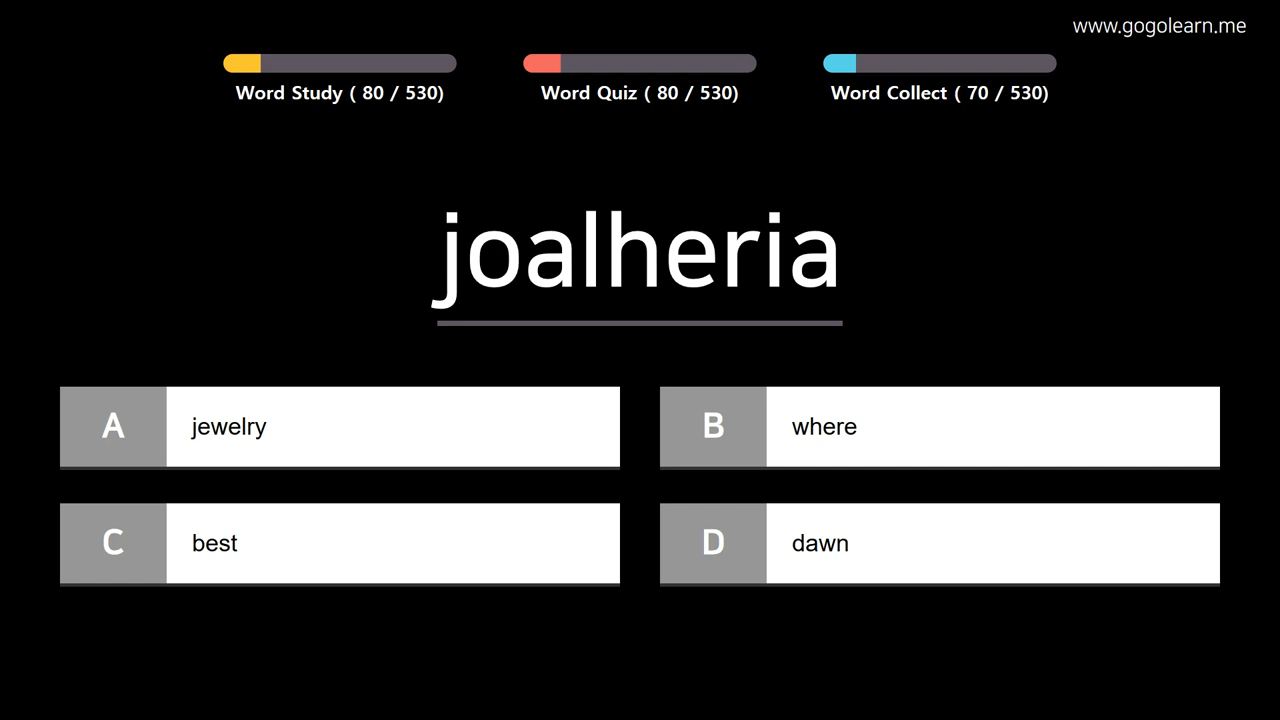 www.gogolearn.me
Word Study ( 80 / 530)
Word Quiz ( 80 / 530)
Word Collect ( 70 / 530)
joalheria
A jewelry
B where
C best
D dawn